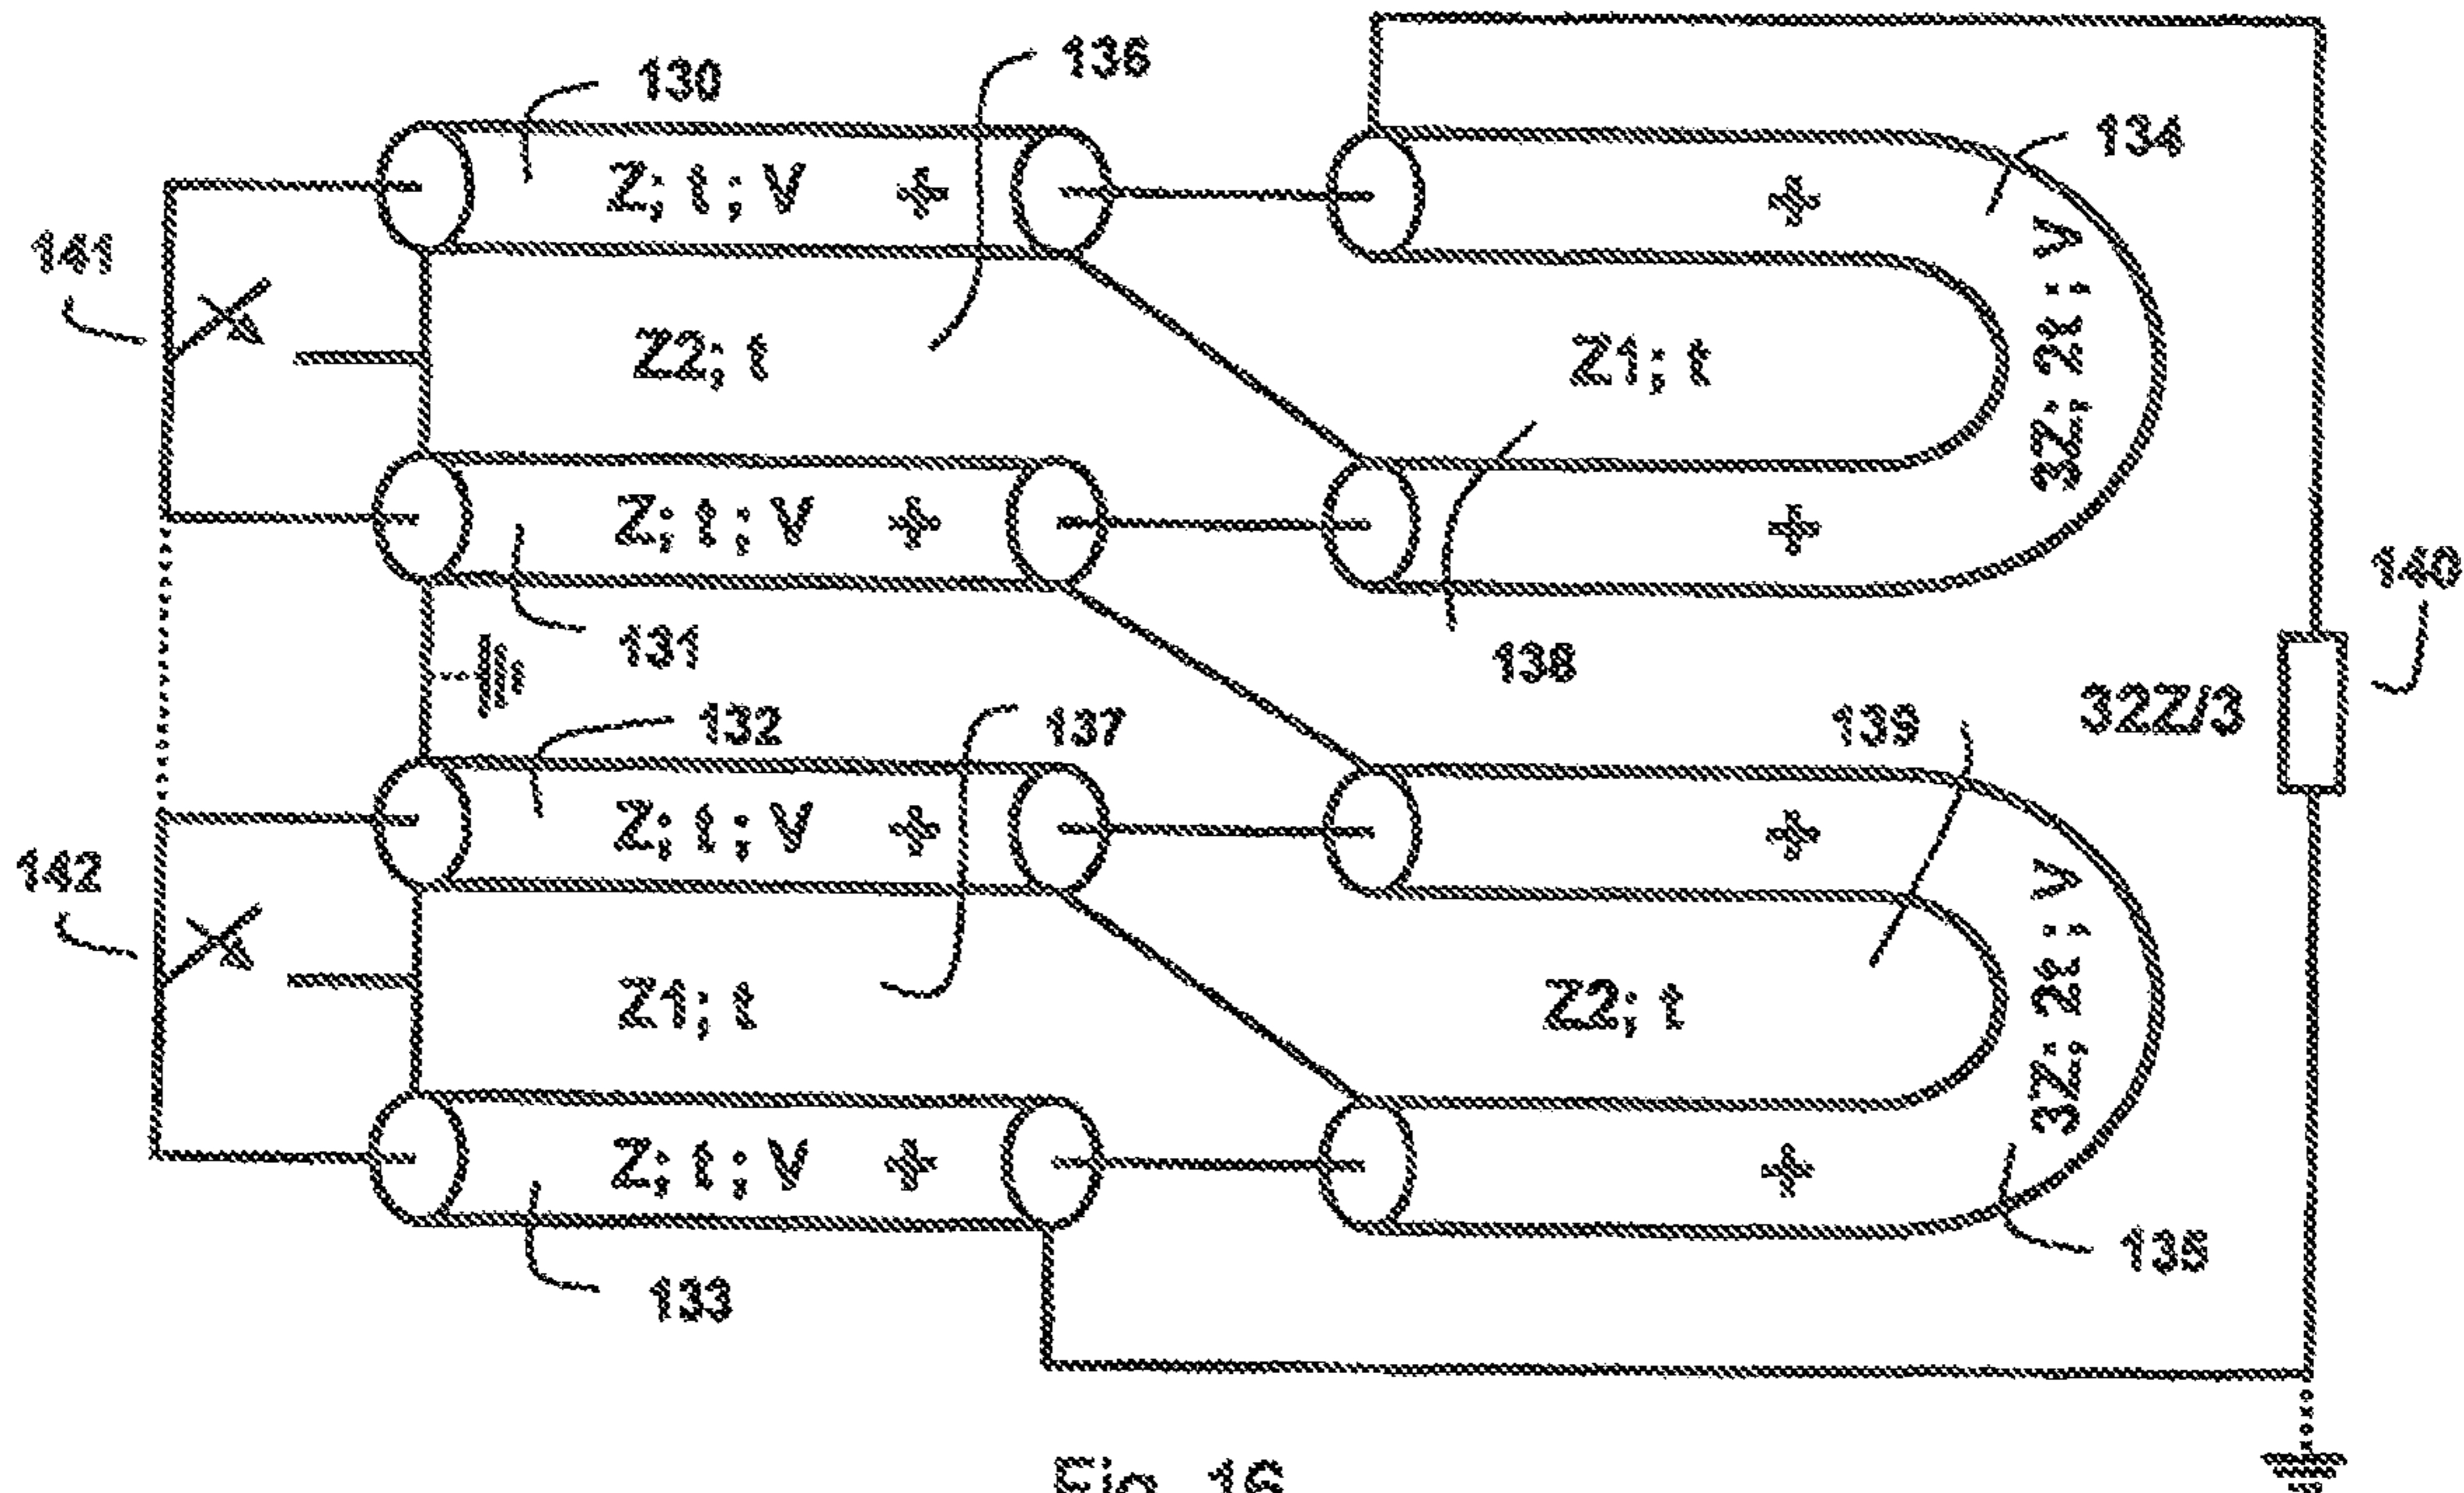 130
136
134
Z; t; V
141
Z2; t
Z1; t
3Z; 2t; V
Z; t; V
131
138
140
132
137
139
32Z/3
142
Z; t; V
Z1; t
Z2; t
3Z; 2t; V
Z; t; V
133
135
Fig. 16